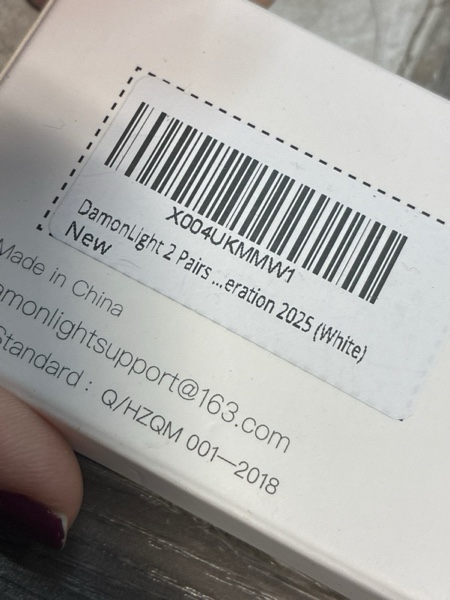 X004UKMMW1
DamonLight 2 Pairs ...eration 2025 (White)
New
Made in China
amonlightsupport@163.com
Standard : Q/HZQM 001—2018